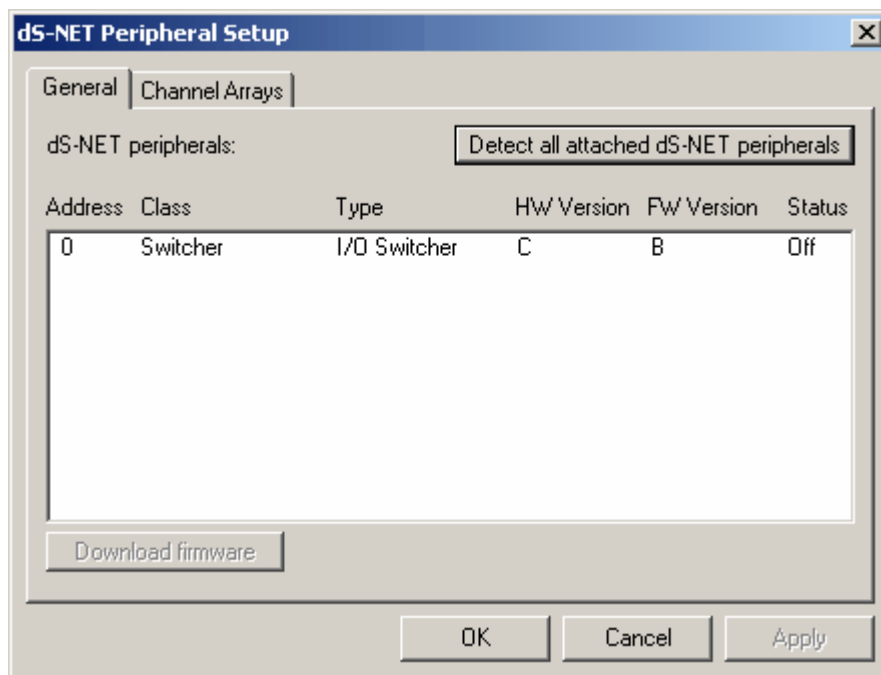 dS-NET Peripheral Setup
General Channel Arrays
dS-NET peripherals: Detect all attached dS-NET peripherals
Address Class Type HW Version FW Version Status
0 Switcher I/O Switcher C B Off
Download firmware
OK Cancel Apply